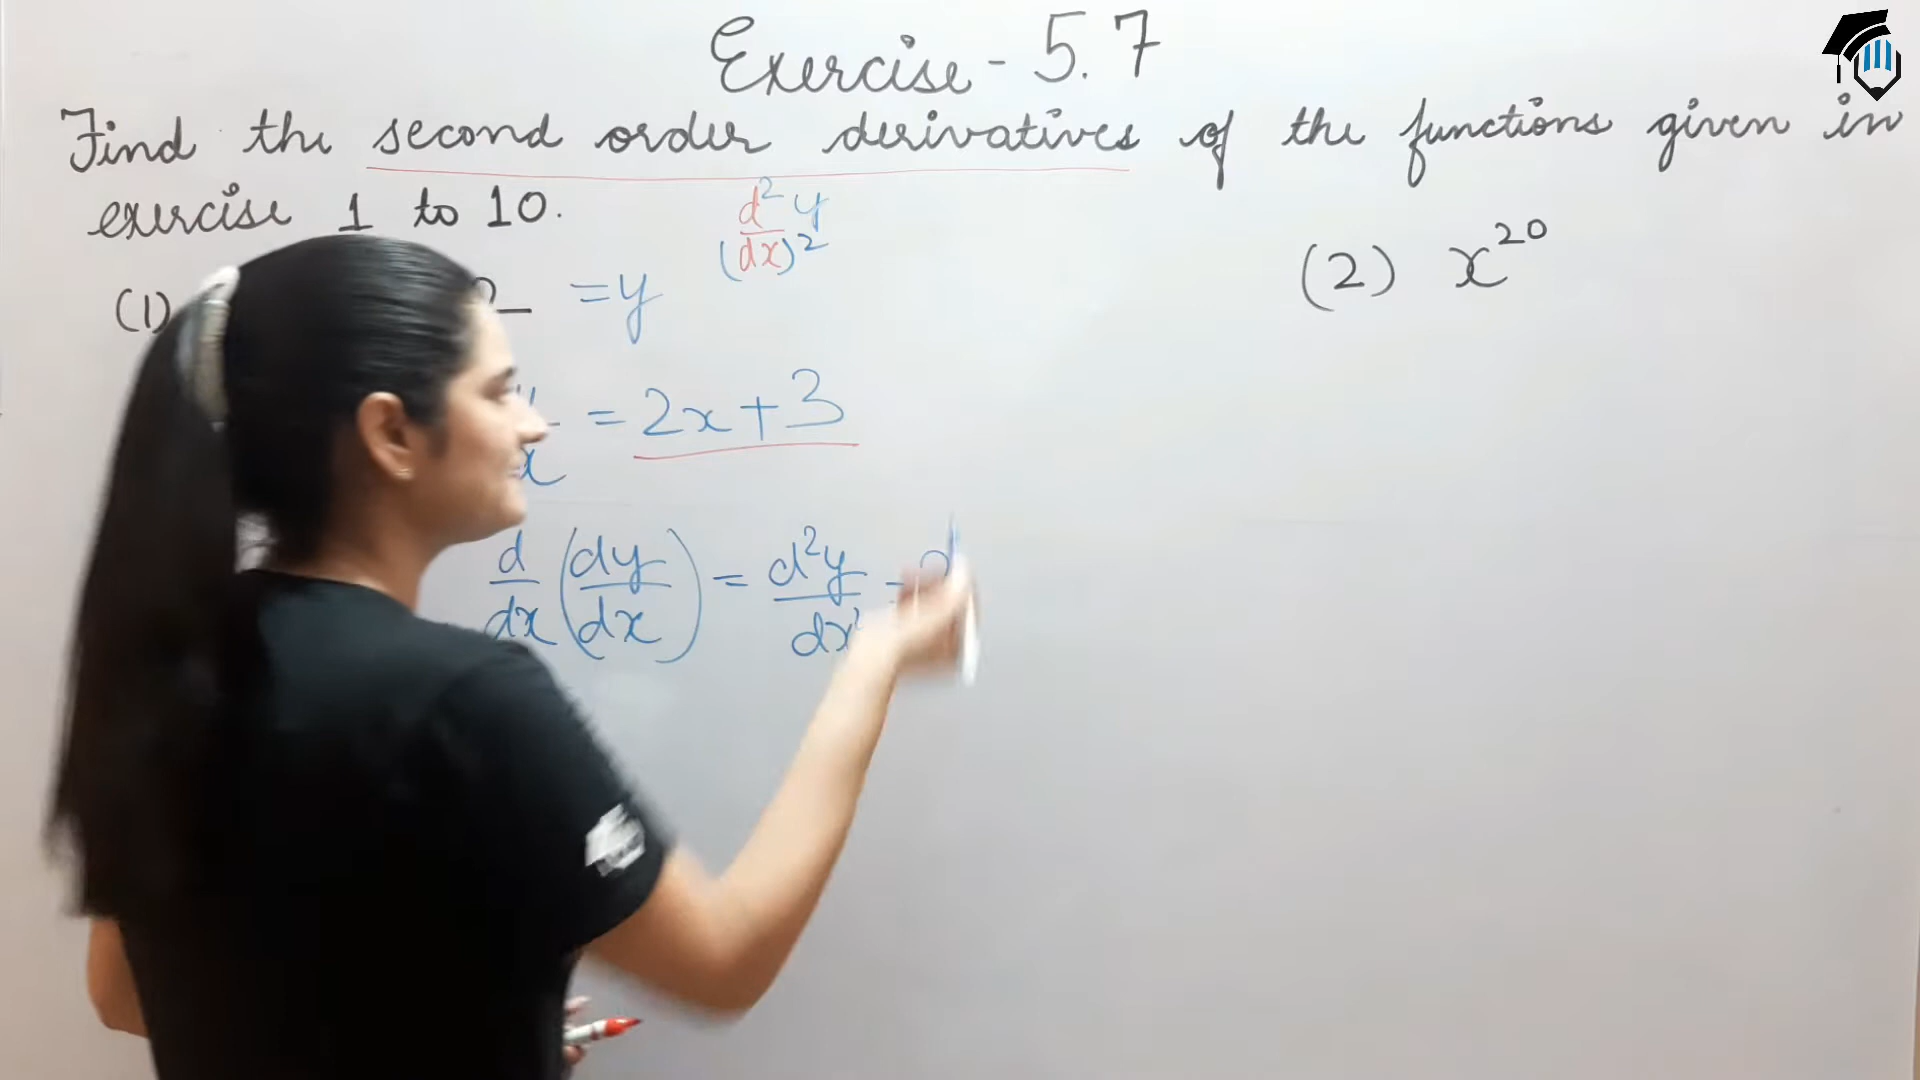 Exercise - 5.7
Find the second order derivatives of the functions given in
exercise 1 to 10.
d²y
(dx)²
(1) = y
(2) x²⁰
= 2x + 3
d/dx (dy/dx) = d²y/dx² =